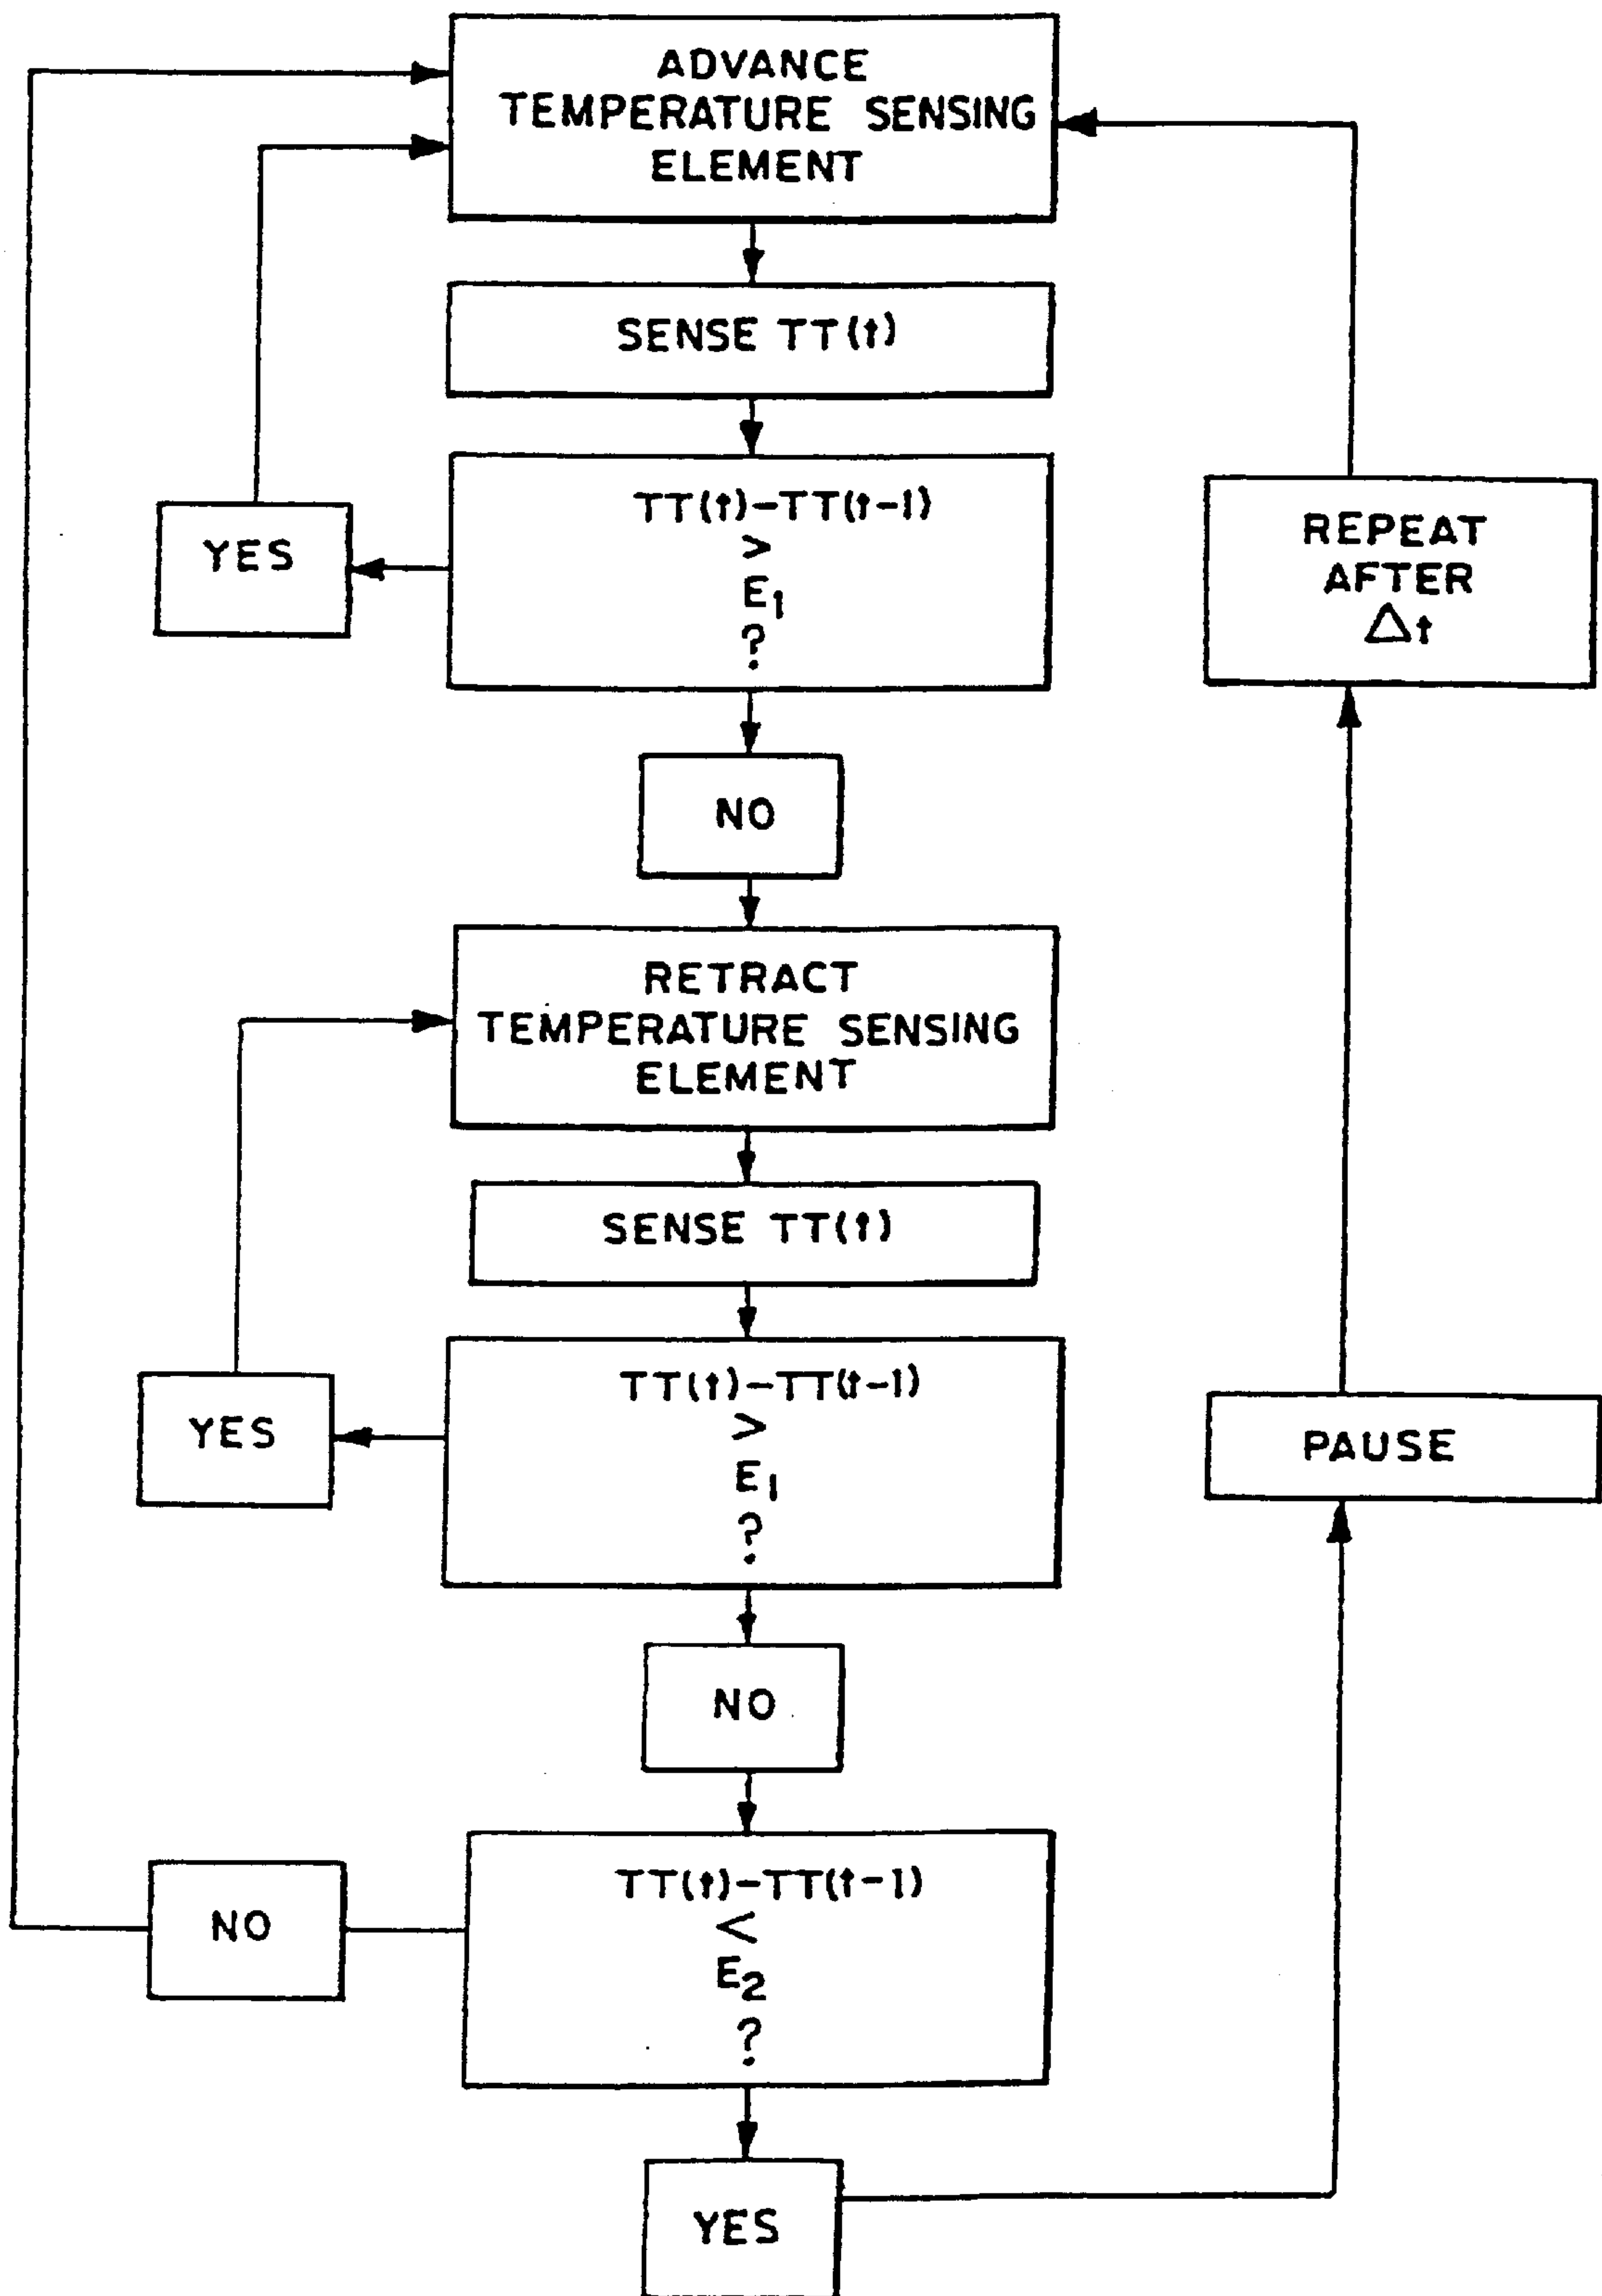 ADVANCE
TEMPERATURE SENSING
ELEMENT
SENSE TT(t)
TT(t)-TT(t-1)
>
E₁
?
YES
REPEAT
AFTER
Δt
NO
RETRACT
TEMPERATURE SENSING
ELEMENT
SENSE TT(t)
TT(t)-TT(t-1)
>
E₁
?
YES
PAUSE
NO
TT(t)-TT(t-1)
<
E₂
?
NO
YES